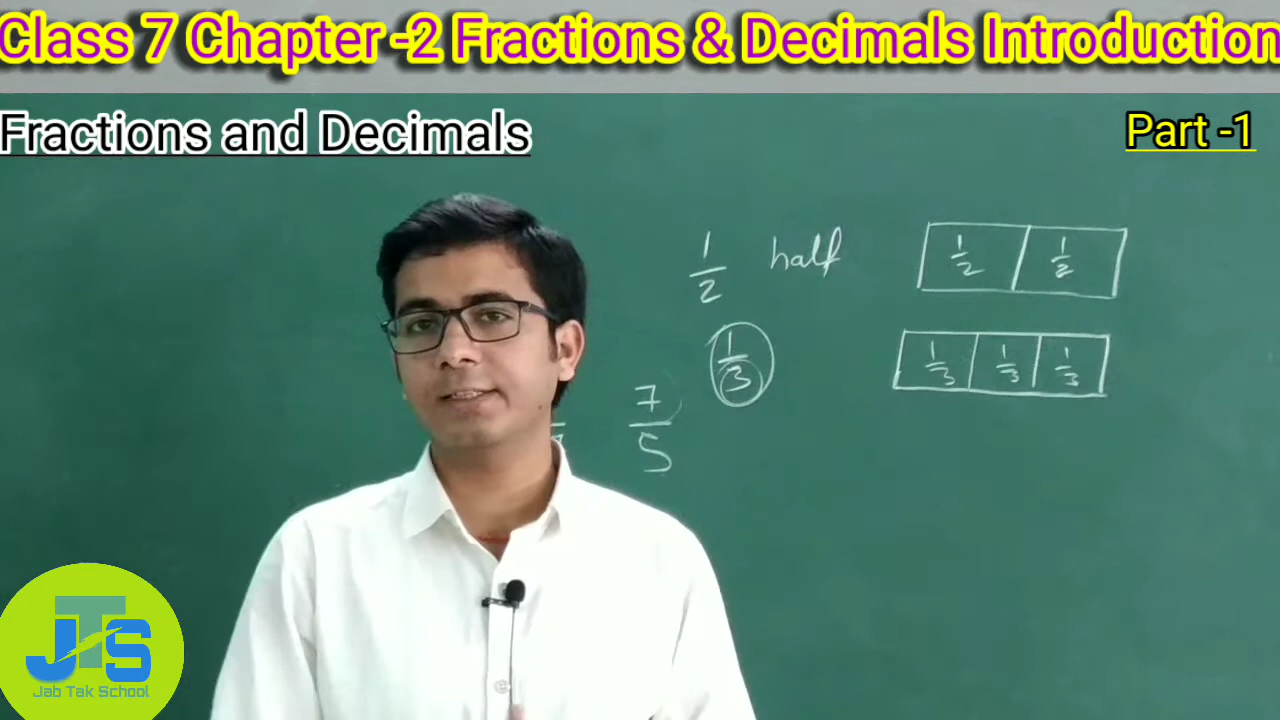 Class 7 Chapter -2 Fractions & Decimals Introduction
Fractions and Decimals
Part -1
1/2 half
1/2 1/2
1/3
1/3 1/3 1/3
7/5
JTS
Jab Tak School